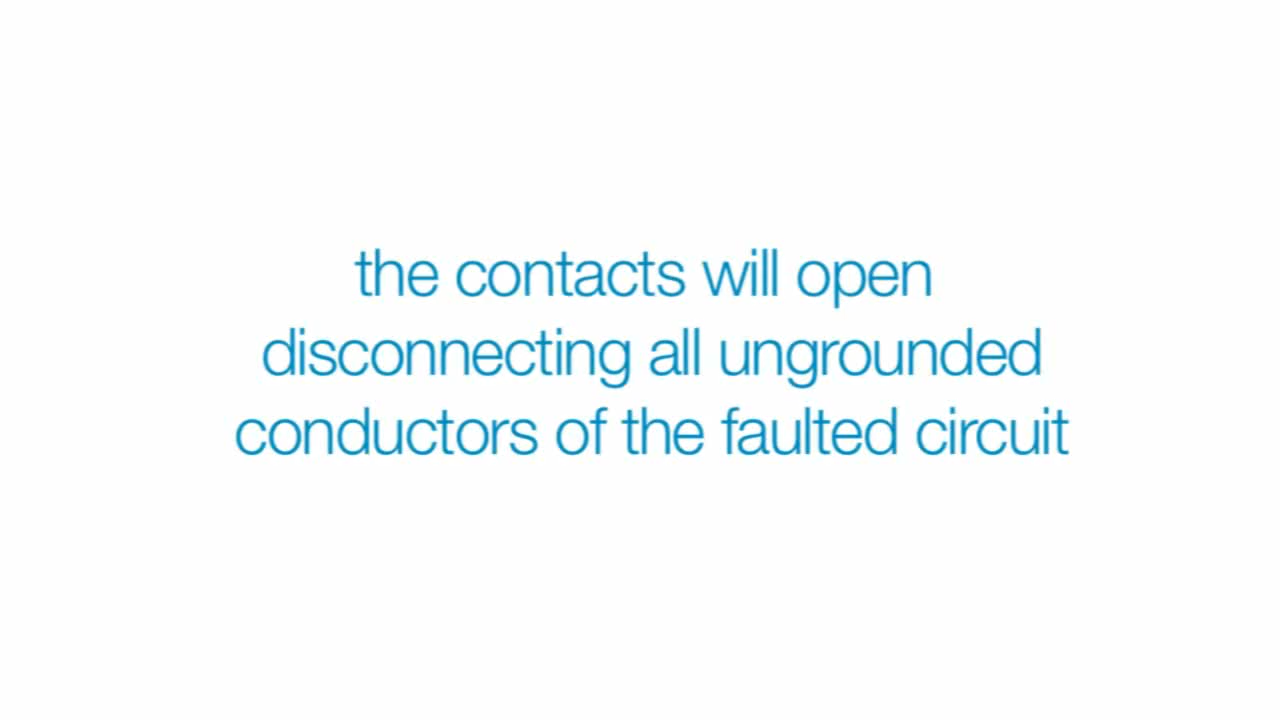 the contacts will open
disconnecting all ungrounded
conductors of the faulted circuit